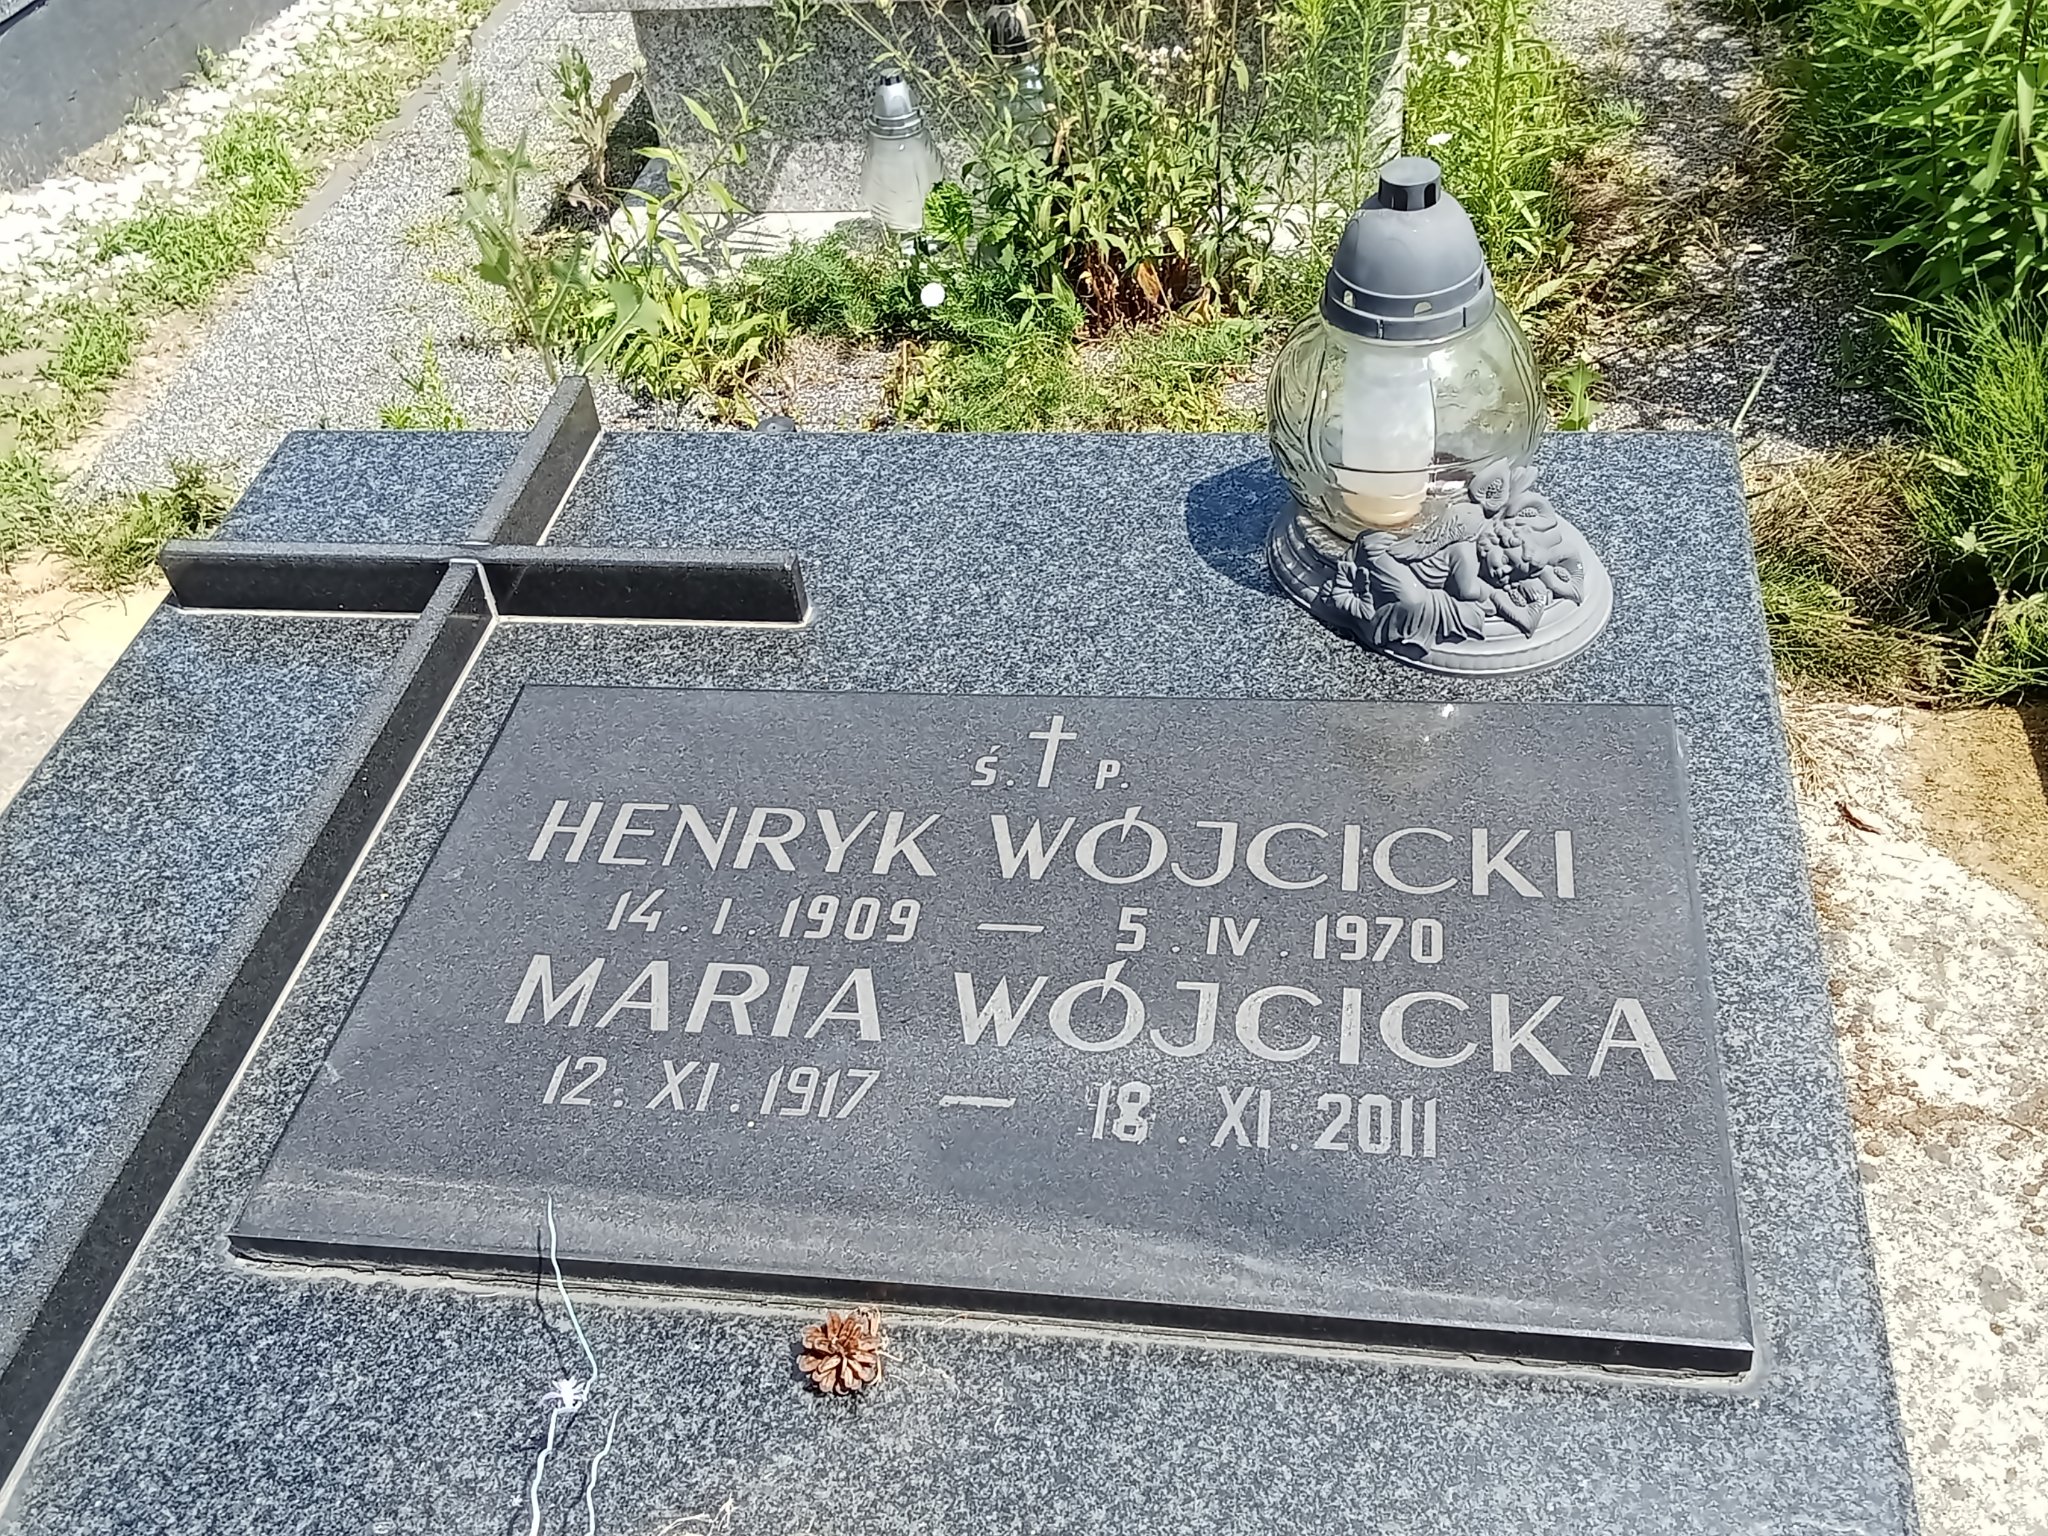 Ś. P.
HENRYK WÓJCICKI
14. I. 1909 — 5. IV. 1970
MARIA WÓJCICKA
12. XI. 1917 — 18. XI. 2011